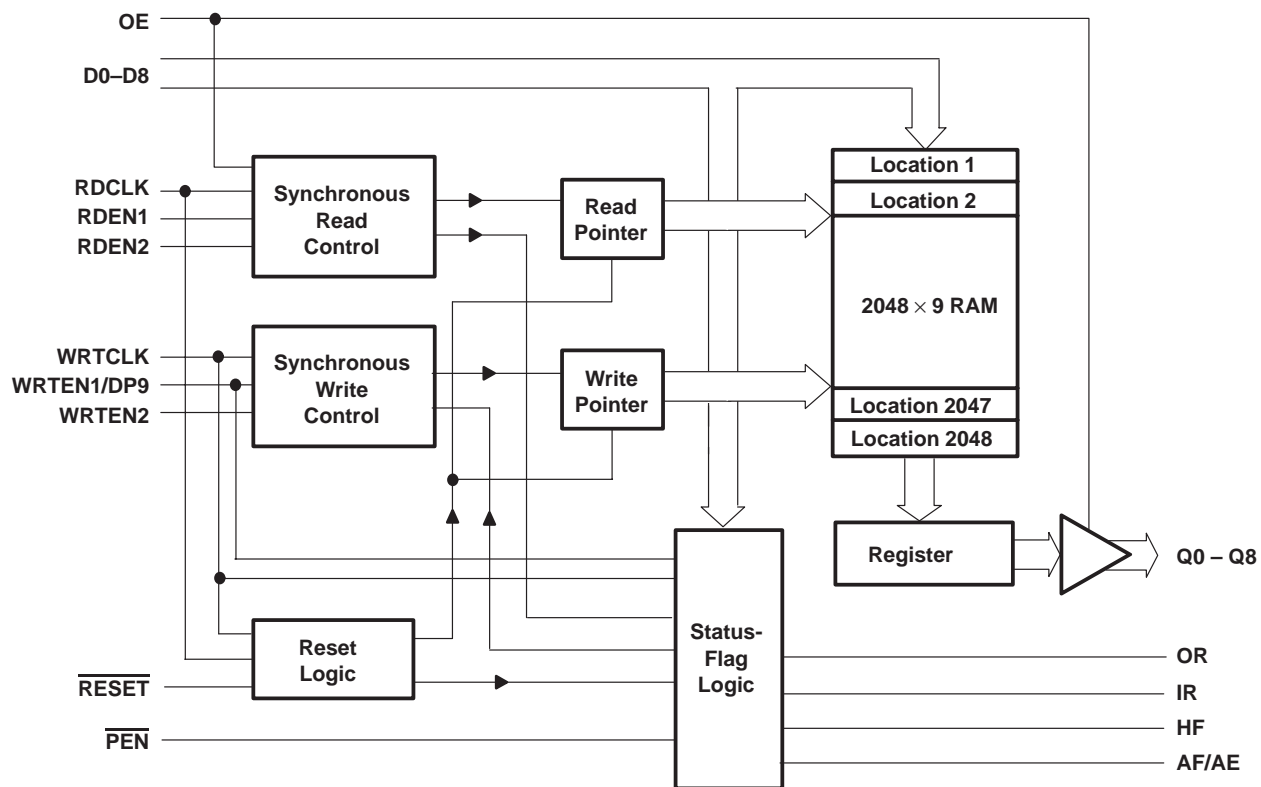 OE
D0–D8
RDCLK
RDEN1
RDEN2
Synchronous
Read
Control
Read
Pointer
Location 1
Location 2
2048 × 9 RAM
Location 2047
Location 2048
WRTCLK
WRTEN1/DP9
WRTEN2
Synchronous
Write
Control
Write
Pointer
Register
Q0 – Q8
Reset
Logic
RESET
PEN
Status-
Flag
Logic
OR
IR
HF
AF/AE